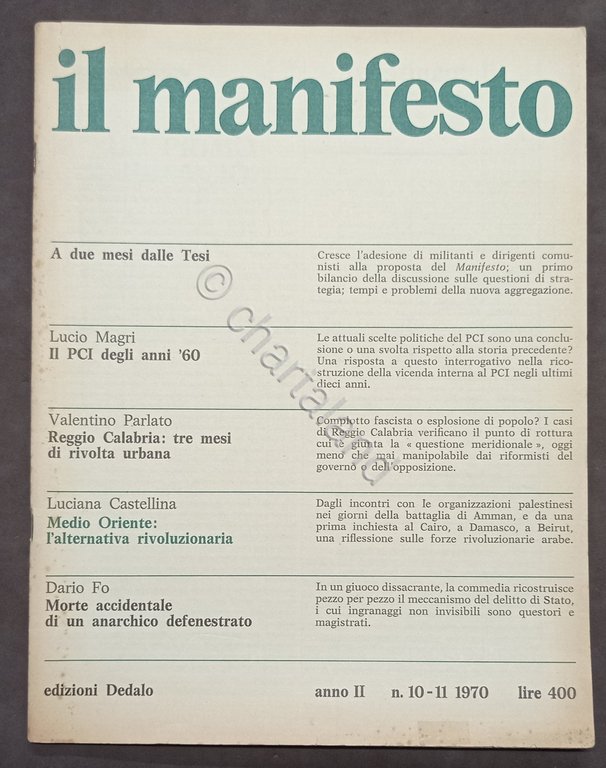 il manifesto
A due mesi dalle Tesi
Cresce l'adesione di militanti e dirigenti comu-
nisti alla proposta del Manifesto; un primo
bilancio della discussione sulle questioni di stra-
tegia; tempi e problemi della nuova aggregazione.
Lucio Magri
Il PCI degli anni '60
Le attuali scelte politiche del PCI sono una conclu-
sione o una svolta rispetto alla storia precedente?
Una risposta a questo interrogativo nella rico-
struzione della vicenda interna al PCI negli ultimi
dieci anni.
Valentino Parlato
Reggio Calabria: tre mesi
di rivolta urbana
Complotto fascista o esplosione di popolo? I casi
di Reggio Calabria verificano il punto di rottura
cui è giunta la « questione meridionale », oggi
meno che mai manipolabile dai riformisti del
governo o dell'opposizione.
Luciana Castellina
Medio Oriente:
l'alternativa rivoluzionaria
Dagli incontri con le organizzazioni palestinesi
nei giorni della battaglia di Amman, e da una
prima inchiesta al Cairo, a Damasco, a Beirut,
una riflessione sulle forze rivoluzionarie arabe.
Dario Fo
Morte accidentale
di un anarchico defenestrato
In un giuoco dissacrante, la commedia ricostruisce
pezzo per pezzo il meccanismo del delitto di Stato,
i cui ingranaggi non invisibili sono questori e
magistrati.
edizioni Dedalo
anno II n. 10-11 1970 lire 400
© chartaland